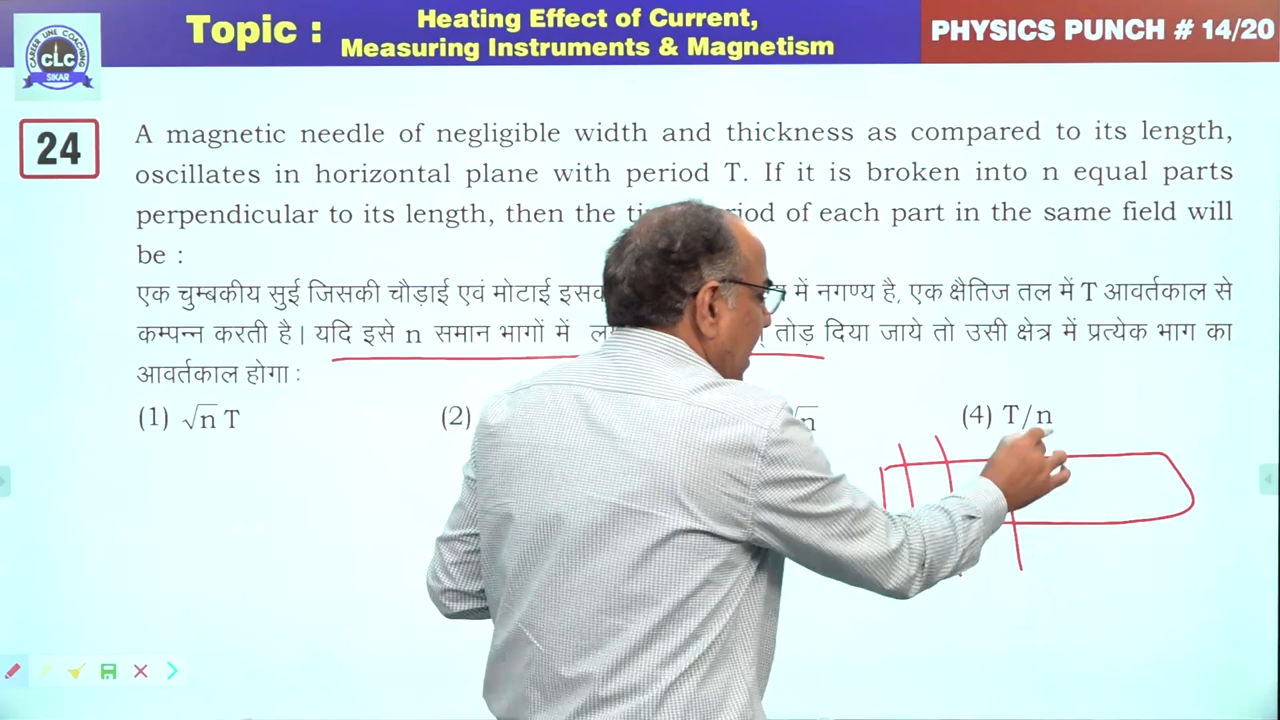 Topic :
Heating Effect of Current,
Measuring Instruments & Magnetism
PHYSICS PUNCH # 14/20
CAREER LINE COACHING
CLC
SIKAR
24
A magnetic needle of negligible width and thickness as compared to its length,
oscillates in horizontal plane with period T. If it is broken into n equal parts
perpendicular to its length, then the of each part in the same field will
be :
एक चुम्बकीय सुई जिसकी चौड़ाई एवं मोटाई में नगण्य है, एक क्षैतिज तल में T आवर्तकाल से
कम्पन्न करती है। यदि इसे n समान भागों में तोड़ दिया जाये तो उसी क्षेत्र में प्रत्येक भाग का
आवर्तकाल होगा :
(1) √n T (2) √n (4) T/n